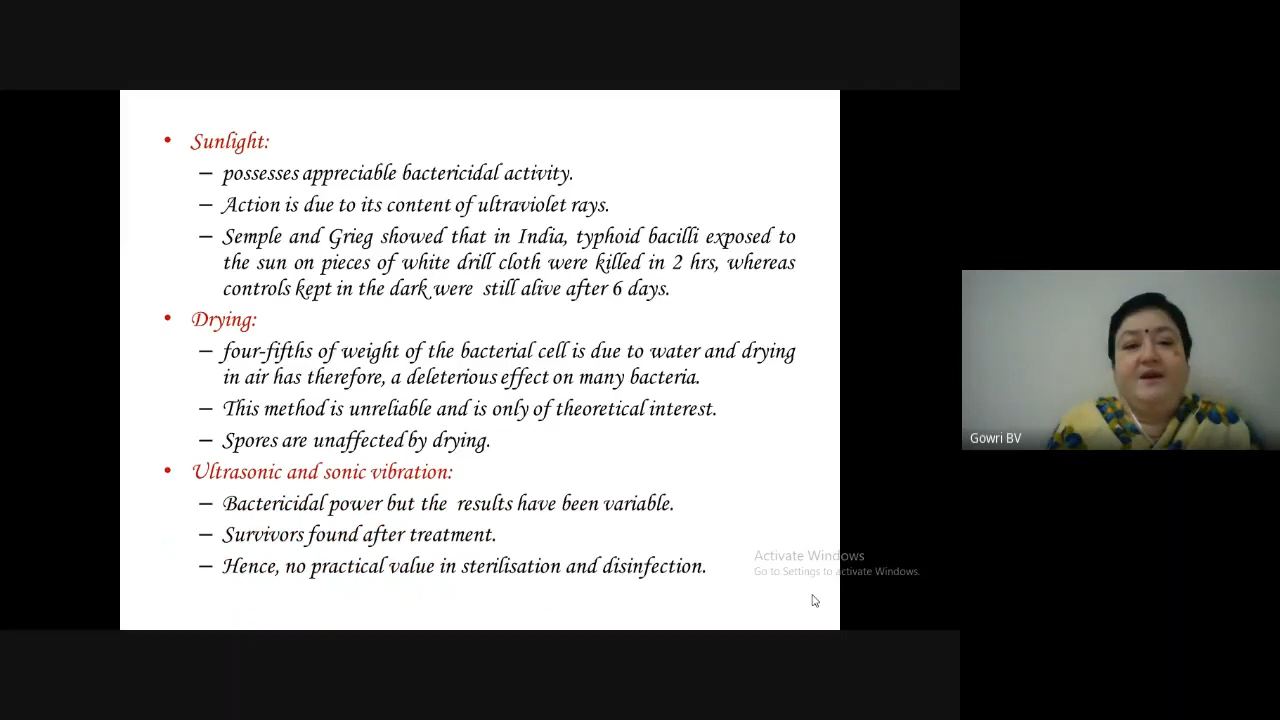 • Sunlight:
– possesses appreciable bactericidal activity.
– Action is due to its content of ultraviolet rays.
– Semple and Grieg showed that in India, typhoid bacilli exposed to
the sun on pieces of white drill cloth were killed in 2 hrs, whereas
controls kept in the dark were still alive after 6 days.
• Drying:
– four-fifths of weight of the bacterial cell is due to water and drying
in air has therefore, a deleterious effect on many bacteria.
– This method is unreliable and is only of theoretical interest.
– Spores are unaffected by drying.
• Ultrasonic and sonic vibration:
– Bactericidal power but the results have been variable.
– Survivors found after treatment.
– Hence, no practical value in sterilisation and disinfection.
Activate Windows
Go to Settings to activate Windows.
Gowri BV